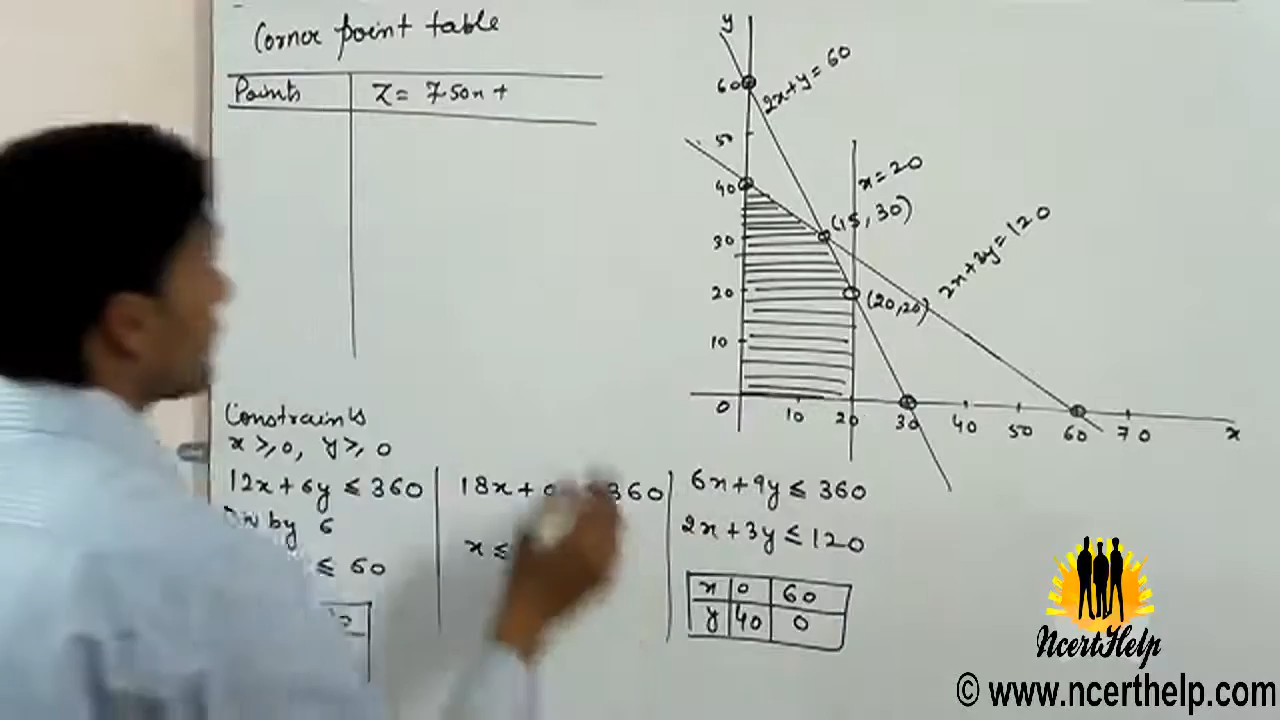 Corner point table
Points Z = 750x +
Constraints
x ≥ 0, y ≥ 0
12x + 6y ≤ 360
by 6
≤ 60
18x + 360
x ≤
6x + 9y ≤ 360
2x + 3y ≤ 120
x 0 60
y 40 0
y
60
50
40
30
20
10
0
10 20 30 40 50 60 70 x
2x+y = 60
x = 20
(15, 30)
(20,20)
2x+3y = 120
NcertHelp
© www.ncerthelp.com